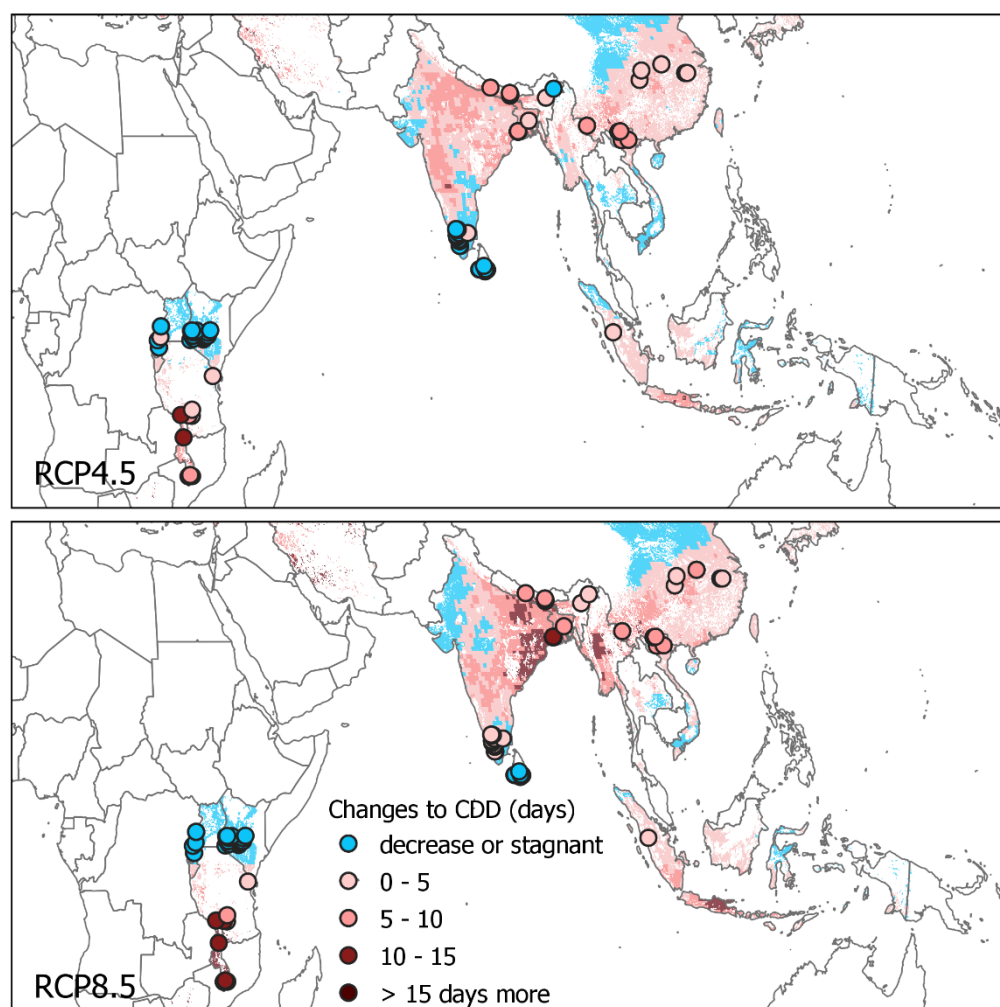 RCP4.5
Changes to CDD (days)
decrease or stagnant
0 - 5
5 - 10
10 - 15
> 15 days more
RCP8.5